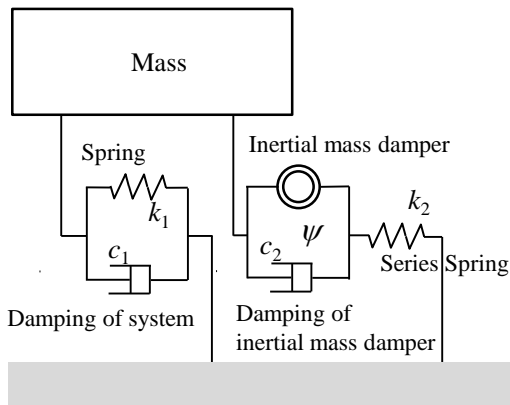 Mass
Spring
k1
c1
Damping of system
Inertial mass damper
ψ
c2
k2
Series Spring
Damping of
inertial mass damper